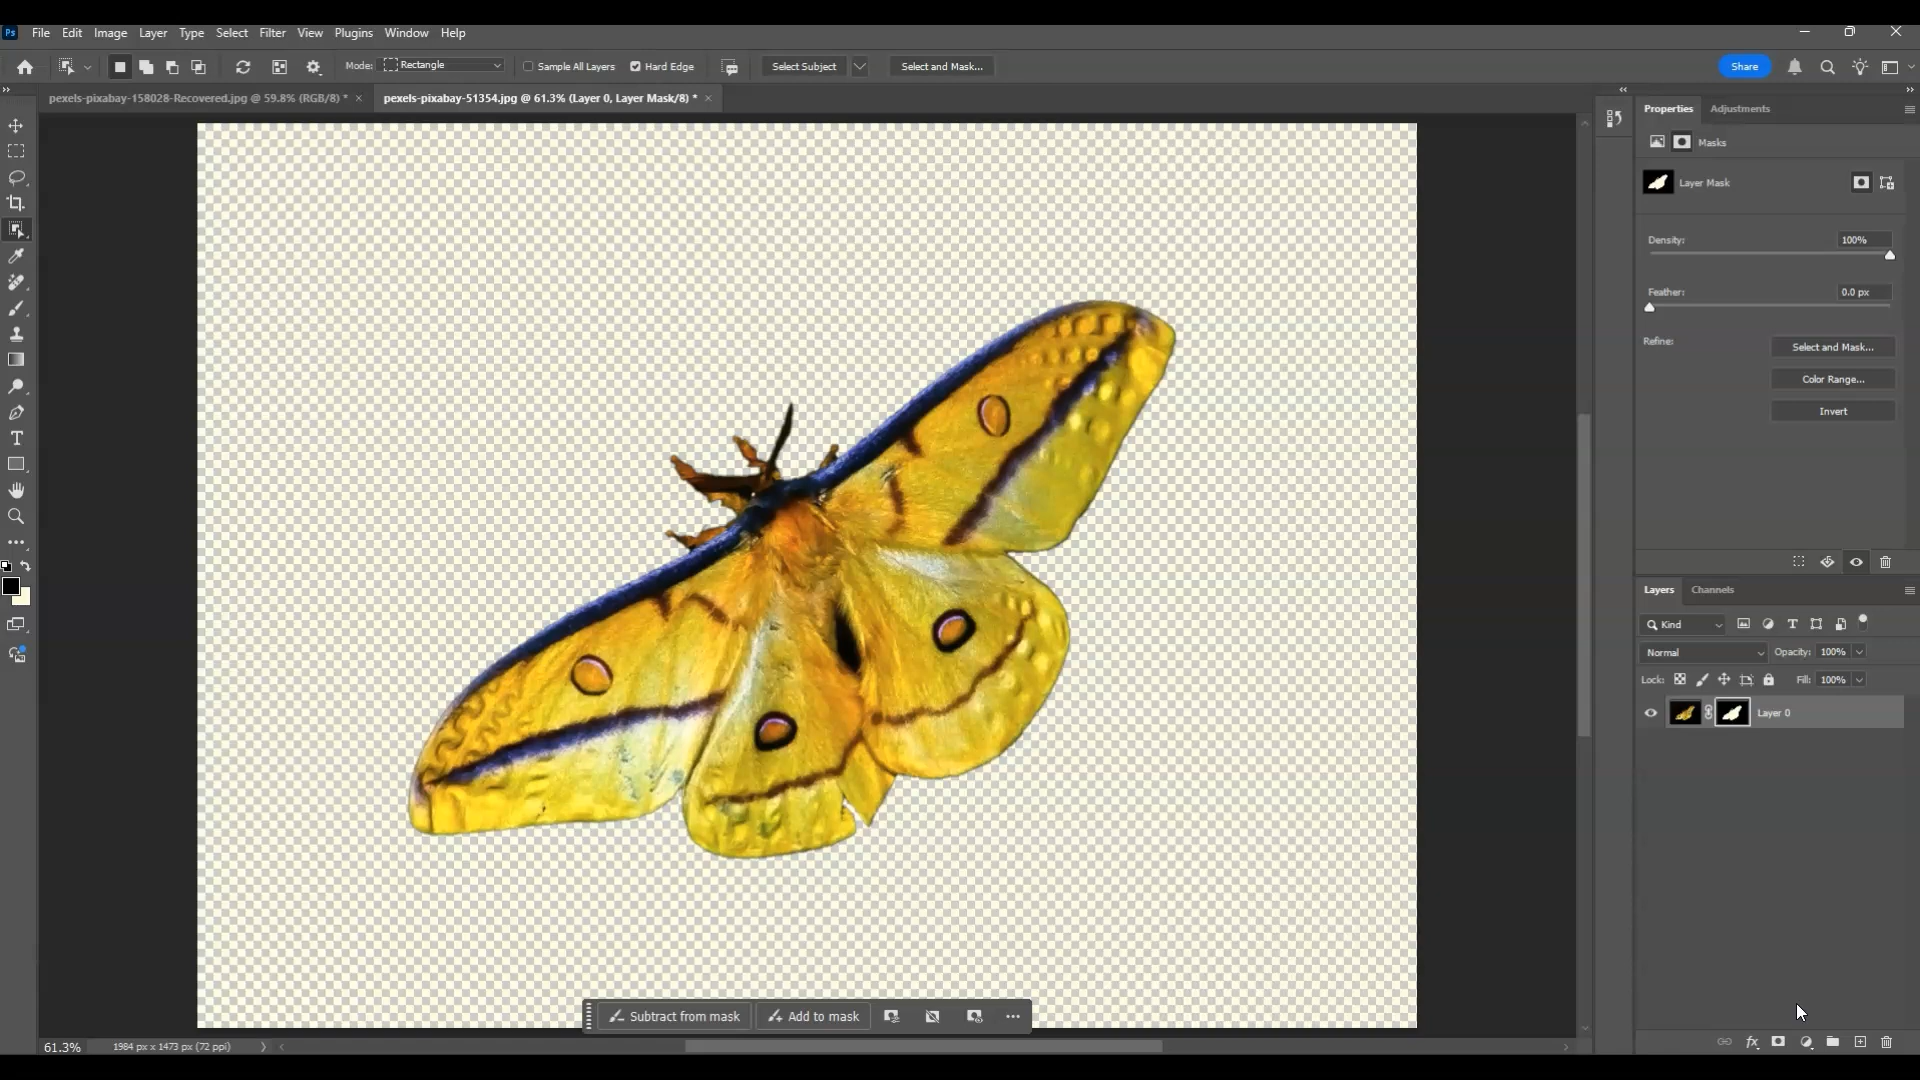 Ps File Edit Image Layer Type Select Filter View Plugins Window Help
Mode: Rectangle Sample All Layers Hard Edge Select Subject Select and Mask... Share
pexels-pixabay-158028-Recovered.jpg @ 59.8% (RGB/8) * × pexels-pixabay-51354.jpg @ 61.3% (Layer 0, Layer Mask/8) * ×
Properties Adjustments
Masks
Layer Mask
Density: 100%
Feather: 0.0 px
Refine: Select and Mask...
Color Range...
Invert
Layers Channels
Kind
Normal Opacity: 100%
Lock: Fill: 100%
Layer 0
Subtract from mask Add to mask
61.3% 1984 px x 1473 px (72 ppi)
fx